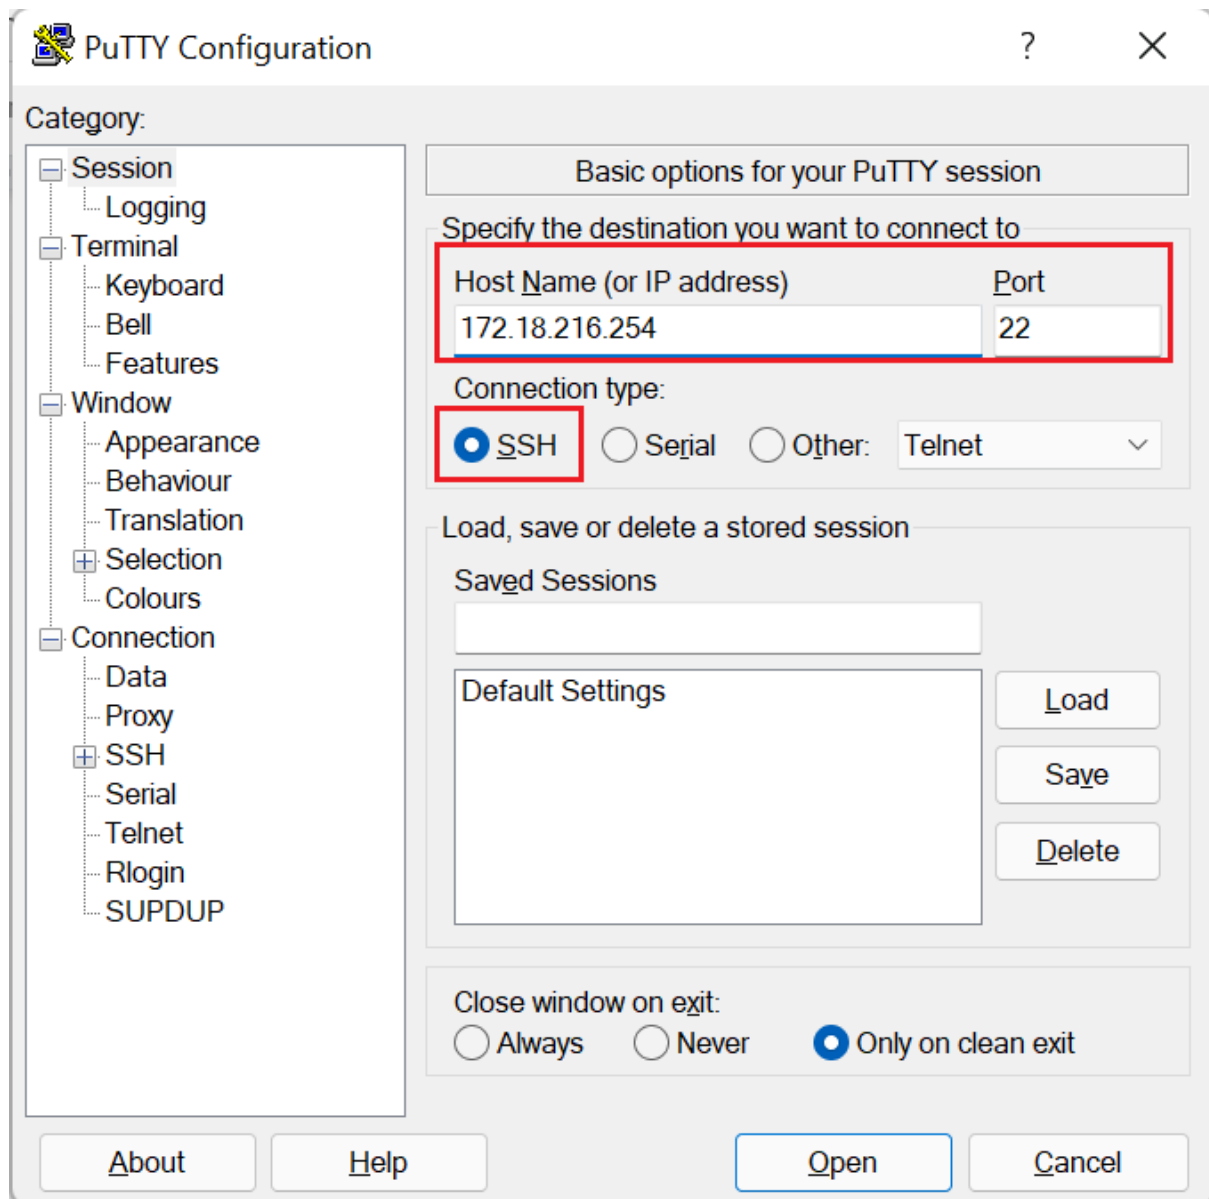 PuTTY Configuration
?
Category:
Session
Logging
Terminal
Keyboard
Bell
Features
Window
Appearance
Behaviour
Translation
Selection
Colours
Connection
Data
Proxy
SSH
Serial
Telnet
Rlogin
SUPDUP
Basic options for your PuTTY session
Specify the destination you want to connect to
Host Name (or IP address) Port
172.18.216.254 22
Connection type:
SSH Serial Other: Telnet
Load, save or delete a stored session
Saved Sessions
Default Settings
Load
Save
Delete
Close window on exit:
Always Never Only on clean exit
About Help Open Cancel